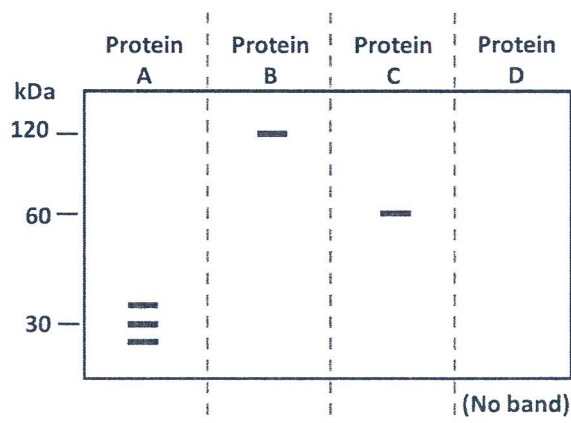 Protein A
Protein B
Protein C
Protein D
kDa
120
60
30
(No band)